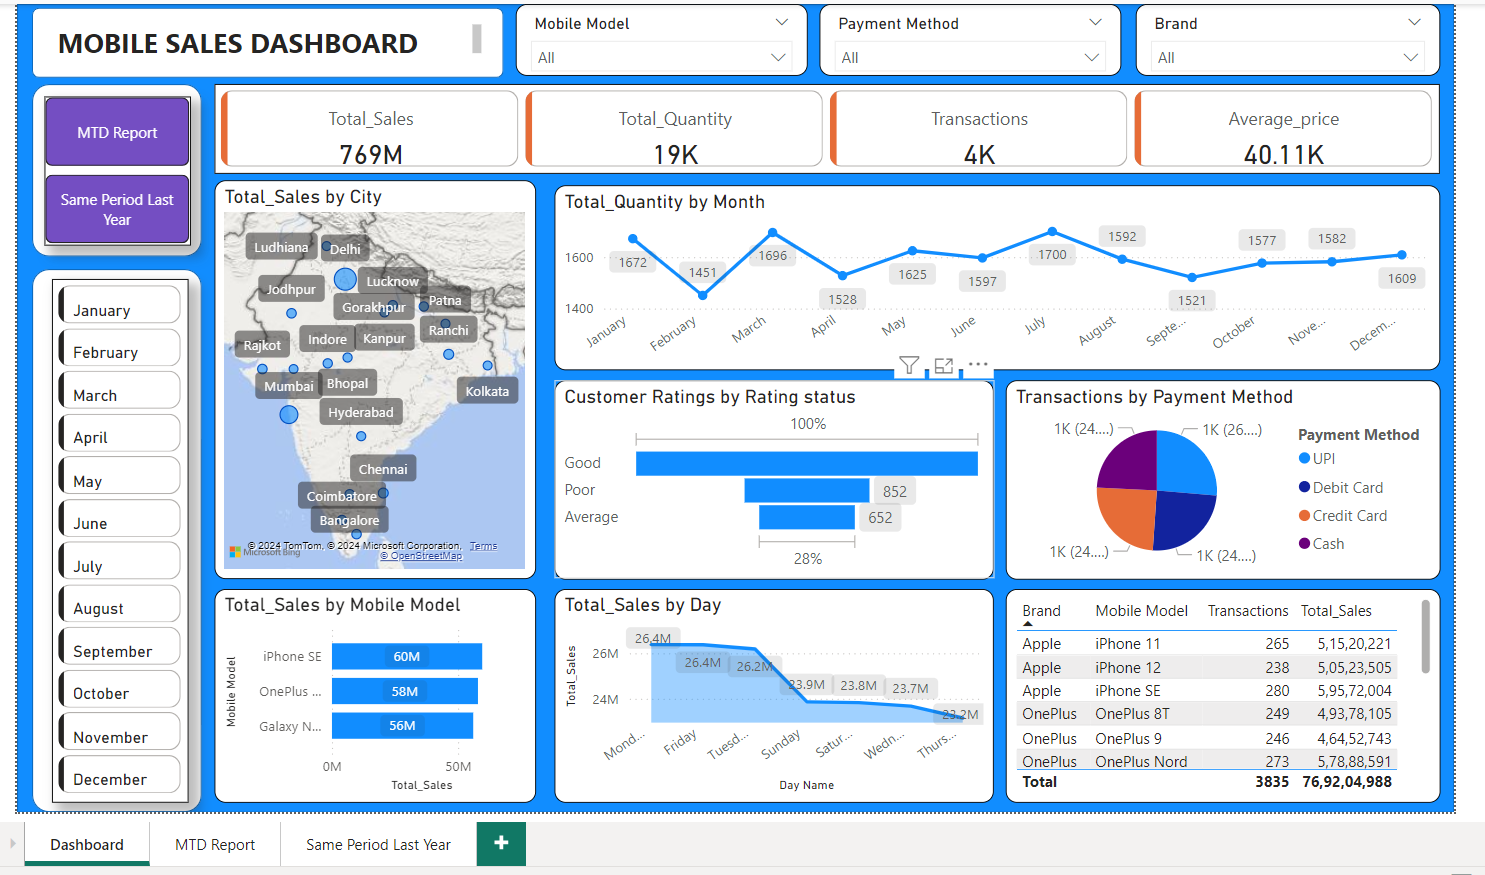 MOBILE SALES DASHBOARD
Mobile Model
All
Payment Method
All
Brand
All
MTD Report
Same Period Last
Year
Total_Sales
769M
Total_Quantity
19K
Transactions
4K
Average_price
40.11K
January
February
March
April
May
June
July
August
September
October
November
December
Total_Sales by City
Ludhiana
Delhi
Lucknow
Jodhpur
Patna
Gorakhpur
Ranchi
Rajkot
Indore
Kanpur
Mumbai
Bhopal
Kolkata
Hyderabad
Chennai
Coimbatore
Bangalore
© 2024 TomTom, © 2024 Microsoft Corporation, Terms
Microsoft Bing
© OpenStreetMap
Total_Quantity by Month
1600
1400
1672
1451
1696
1528
1625
1597
1700
1592
1521
1577
1582
1609
January
February
March
April
May
June
July
August
Septe...
October
Nove...
Decem...
Customer Ratings by Rating status
100%
Good
Poor
852
Average
652
28%
Transactions by Payment Method
1K (24....)
1K (26....)
1K (24....)
1K (24....)
Payment Method
UPI
Debit Card
Credit Card
Cash
Total_Sales by Mobile Model
Mobile Model
iPhone SE
60M
OnePlus ...
58M
Galaxy N...
56M
0M
50M
Total_Sales
Total_Sales by Day
Total_Sales
26M
24M
26.4M
26.4M
26.2M
23.9M
23.8M
23.7M
23.2M
Mond...
Friday
Tuesd...
Sunday
Satur...
Wedn...
Thurs...
Day Name
Brand Mobile Model Transactions Total_Sales
Apple iPhone 11 265 5,15,20,221
Apple iPhone 12 238 5,05,23,505
Apple iPhone SE 280 5,95,72,004
OnePlus OnePlus 8T 249 4,93,78,105
OnePlus OnePlus 9 246 4,64,52,743
OnePlus OnePlus Nord 273 5,78,88,591
Total 3835 76,92,04,988
Dashboard
MTD Report
Same Period Last Year
+